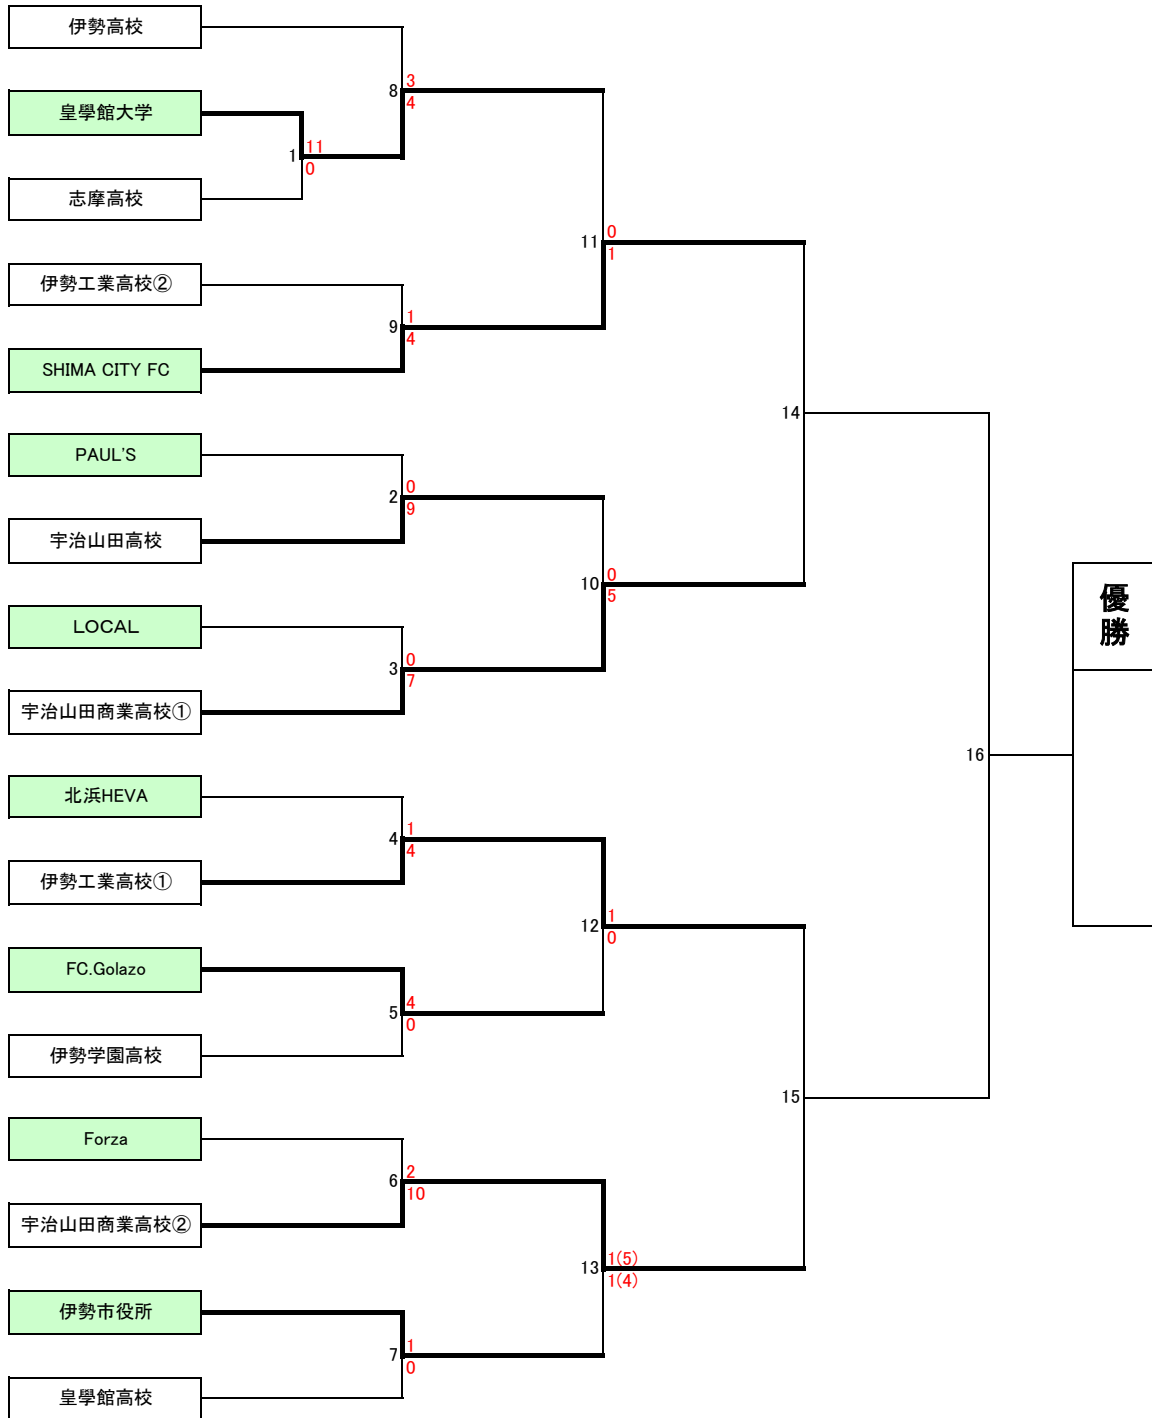 伊勢高校
3
8
4
皇學館大学
11
1
0
志摩高校
0
11
1
伊勢工業高校②
1
9
4
SHIMA CITY FC
14
PAUL'S
0
2
9
宇治山田高校
0
10
5
優
勝
LOCAL
0
3
7
宇治山田商業高校①
16
北浜HEVA
1
4
4
伊勢工業高校①
1
12
0
FC.Golazo
4
5
0
伊勢学園高校
15
Forza
2
6
10
宇治山田商業高校②
1(5)
13
1(4)
伊勢市役所
1
7
0
皇學館高校